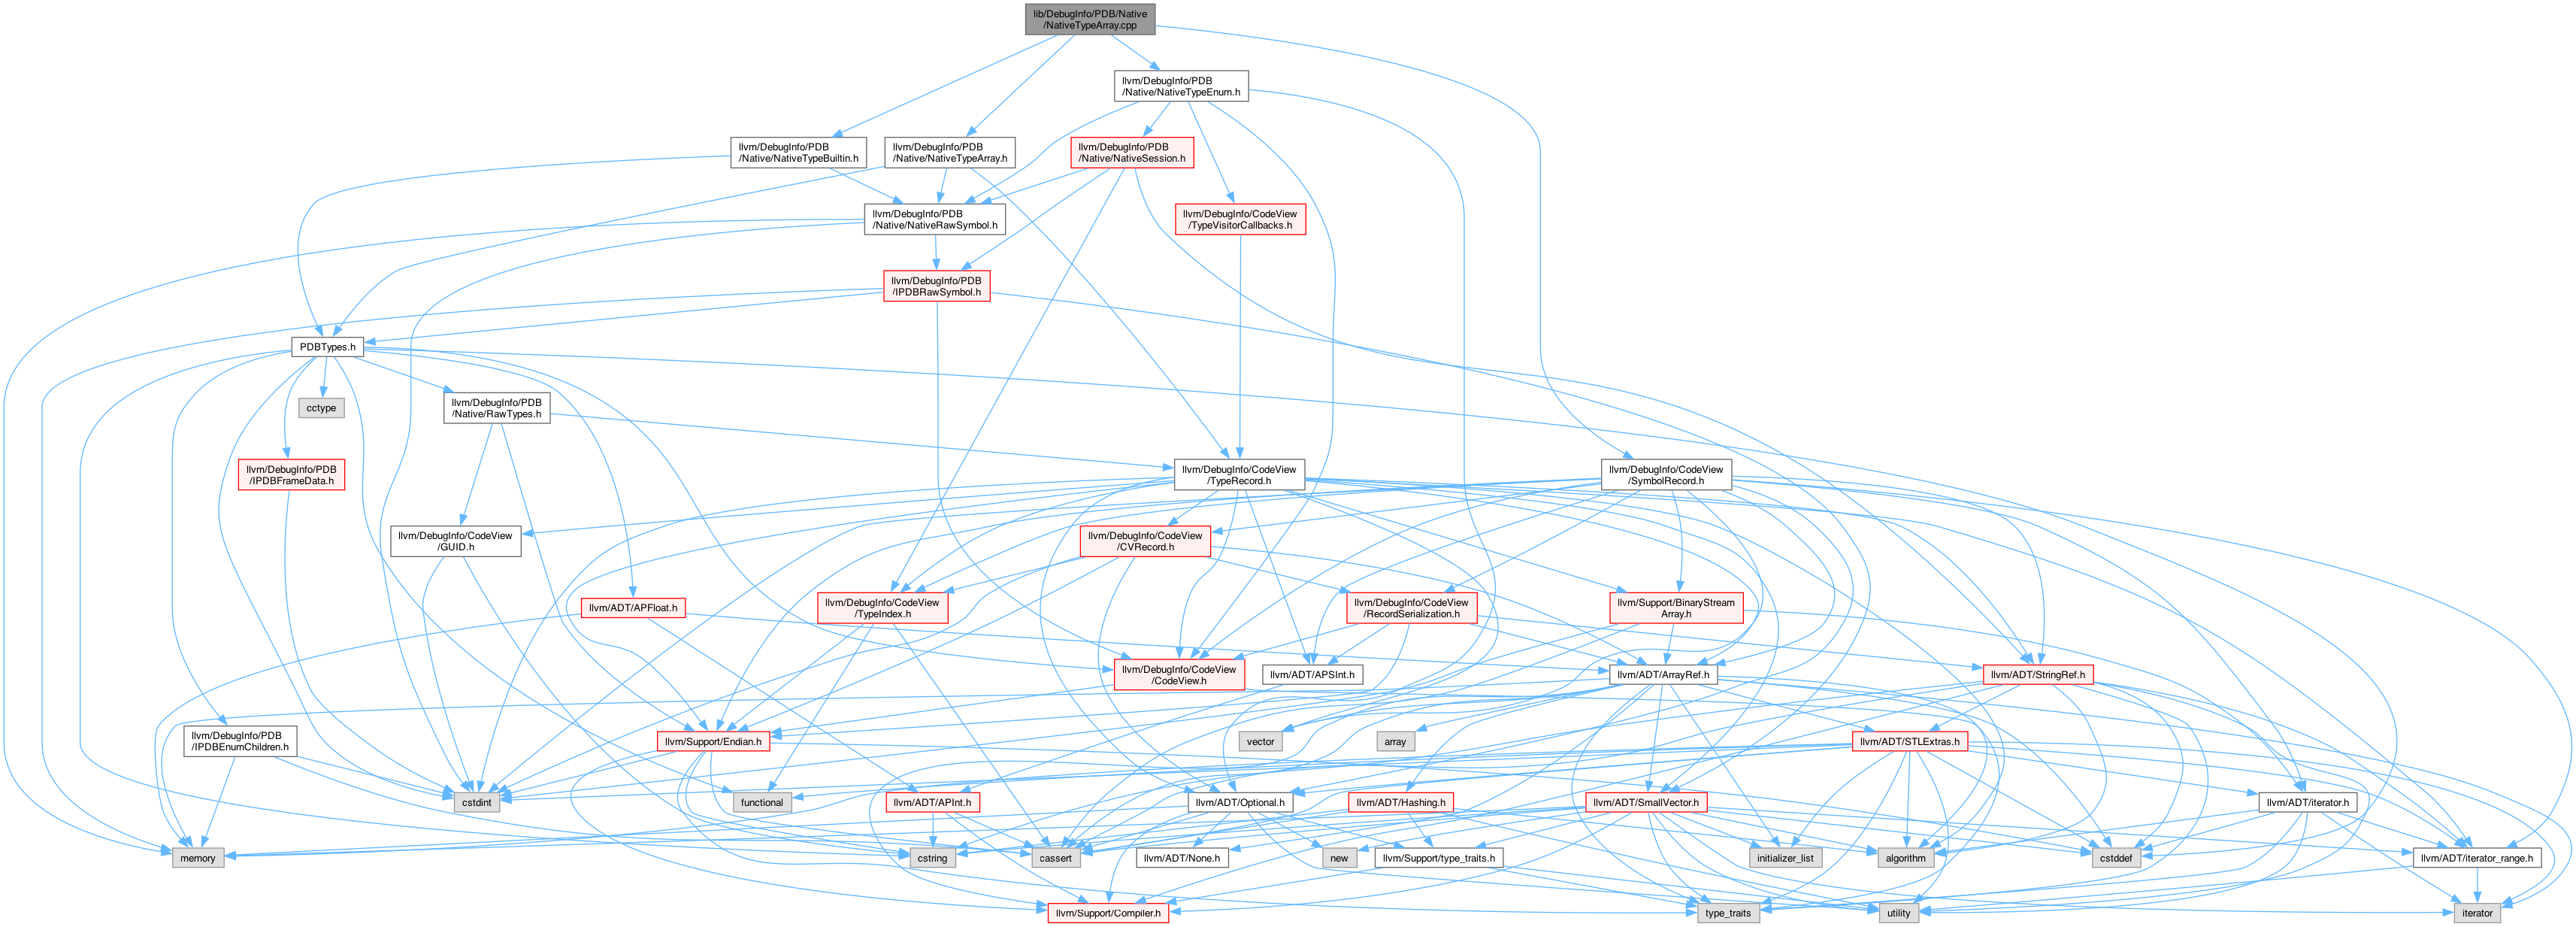 lib/DebugInfo/PDB/Native
/NativeTypeArray.cpp
llvm/DebugInfo/PDB
/Native/NativeTypeEnum.h
llvm/DebugInfo/PDB
/Native/NativeTypeBuiltin.h
llvm/DebugInfo/PDB
/Native/NativeTypeArray.h
llvm/DebugInfo/PDB
/Native/NativeSession.h
llvm/DebugInfo/PDB
/Native/NativeRawSymbol.h
llvm/DebugInfo/CodeView
/TypeVisitorCallbacks.h
llvm/DebugInfo/PDB
/IPDBRawSymbol.h
PDBTypes.h
cctype
llvm/DebugInfo/PDB
/Native/RawTypes.h
llvm/DebugInfo/PDB
/IPDBFrameData.h
llvm/DebugInfo/CodeView
/TypeRecord.h
llvm/DebugInfo/CodeView
/SymbolRecord.h
llvm/DebugInfo/CodeView
/GUID.h
llvm/DebugInfo/CodeView
/CVRecord.h
llvm/ADT/APFloat.h
llvm/DebugInfo/CodeView
/TypeIndex.h
llvm/DebugInfo/CodeView
/RecordSerialization.h
llvm/Support/BinaryStream
Array.h
llvm/DebugInfo/CodeView
/CodeView.h
llvm/ADT/APSInt.h
llvm/ADT/ArrayRef.h
llvm/ADT/StringRef.h
llvm/DebugInfo/PDB
/IPDBEnumChildren.h
llvm/Support/Endian.h
vector
array
llvm/ADT/STLExtras.h
cstdint
functional
llvm/ADT/APInt.h
llvm/ADT/Optional.h
llvm/ADT/Hashing.h
llvm/ADT/SmallVector.h
llvm/ADT/iterator.h
memory
cstring
cassert
llvm/ADT/None.h
new
llvm/Support/type_traits.h
initializer_list
algorithm
cstddef
llvm/ADT/iterator_range.h
llvm/Support/Compiler.h
type_traits
utility
iterator